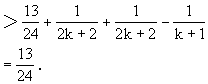 > 13/24 + 1/(2k + 2) + 1/(2k + 2) − 1/(k + 1)
= 13/24 .